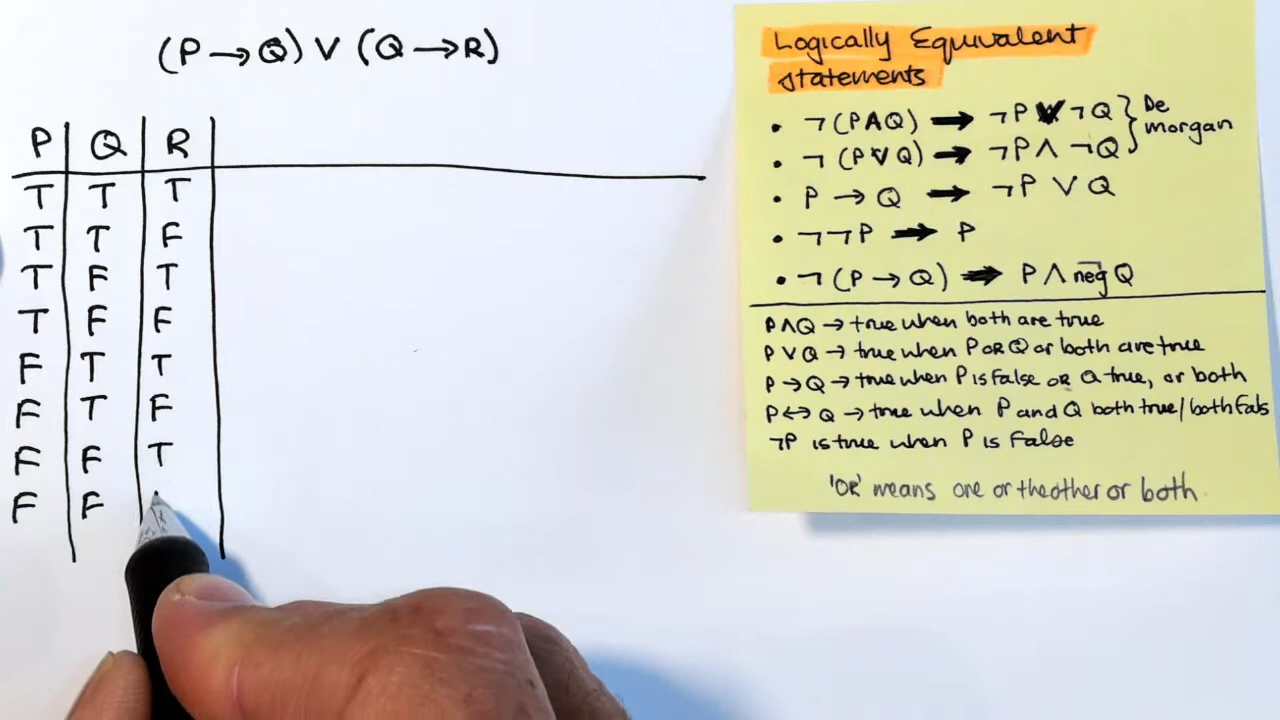 (P → Q) V (Q → R)
P Q R
T T T
T T F
T F T
T F F
F T T
F T F
F F T
F F
Logically Equivalent
statements
• ¬(P∧Q) → ¬P V ¬Q } De
morgan
• ¬(P V Q) → ¬P ∧ ¬Q
• P → Q → ¬P V Q
• ¬¬P → P
• ¬(P → Q) → P ∧ neg Q
P∧Q → true when both are true
P V Q → true when P OR Q or both are true
P → Q → true when P is False OR Q true, or both
P ↔ Q → true when P and Q both true/both Fals
¬P is true when P is False
'OR' means one or the other or both.